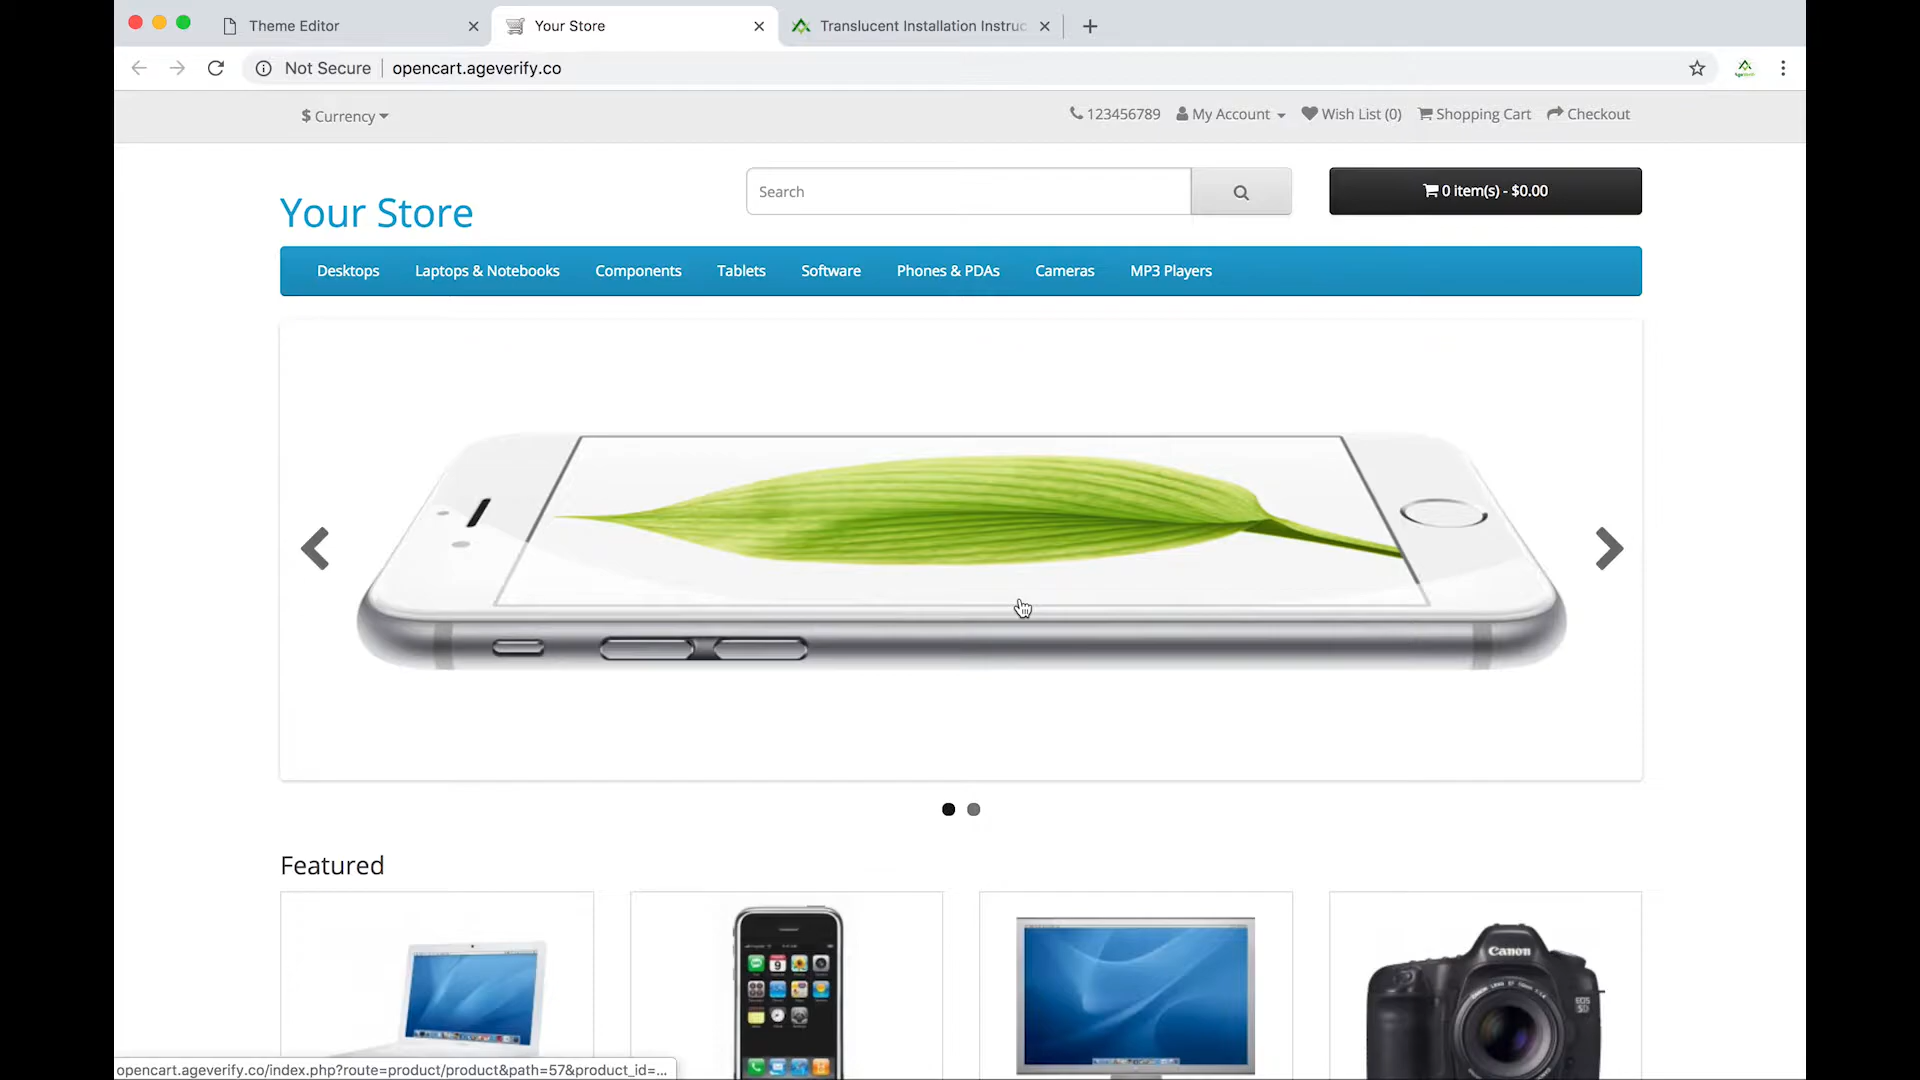 Theme Editor
Your Store
Translucent Installation Instruc
Not Secure
opencart.ageverify.co
$ Currency
123456789
My Account
Wish List (0)
Shopping Cart
Checkout
Your Store
Search
0 item(s) - $0.00
Desktops
Laptops & Notebooks
Components
Tablets
Software
Phones & PDAs
Cameras
MP3 Players
Featured
Canon
EOS
5D
opencart.ageverify.co/index.php?route=product/product&path=57&product_id=...